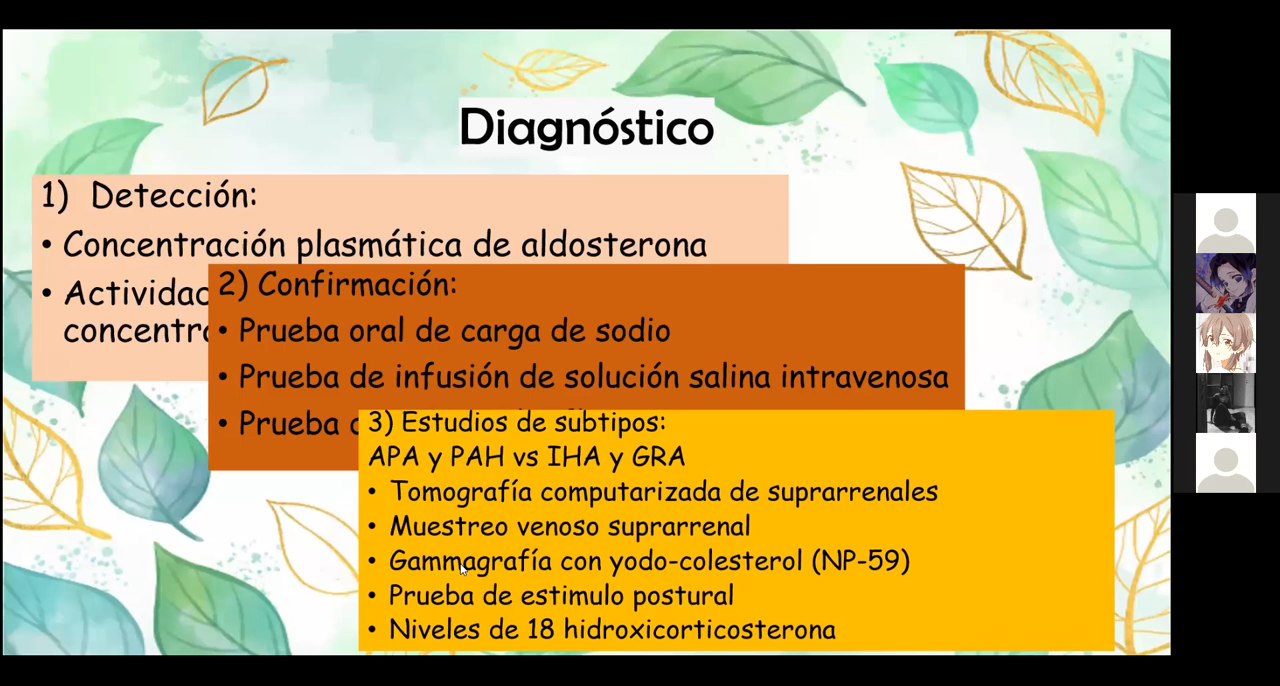 Diagnóstico
1) Detección:
• Concentración plasmática de aldosterona
•
2) Confirmación:
• Prueba oral de carga de sodio
• Prueba de infusión de solución salina intravenosa
• Prueba
3) Estudios de subtipos:
APA y PAH vs IHA y GRA
• Tomografía computarizada de suprarrenales
• Muestreo venoso suprarrenal
• Gammagrafía con yodo-colesterol (NP-59)
• Prueba de estimulo postural
• Niveles de 18 hidroxicorticosterona